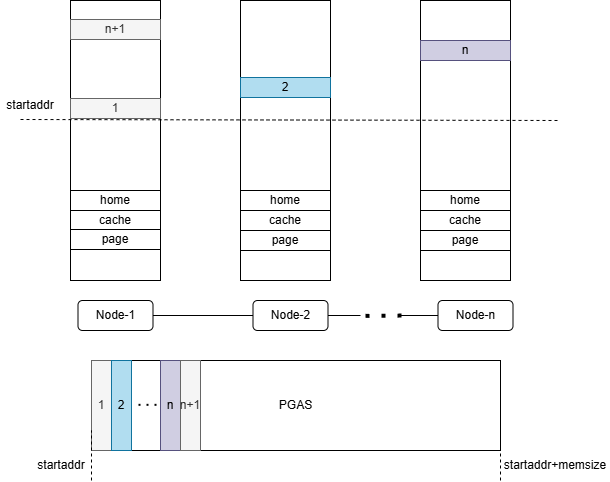 n+1
n
2
startaddr
1
home
home
home
cache
cache
cache
page
page
page
Node-1
Node-2
Node-n
1
2
n
n+1
PGAS
startaddr
startaddr+memsize